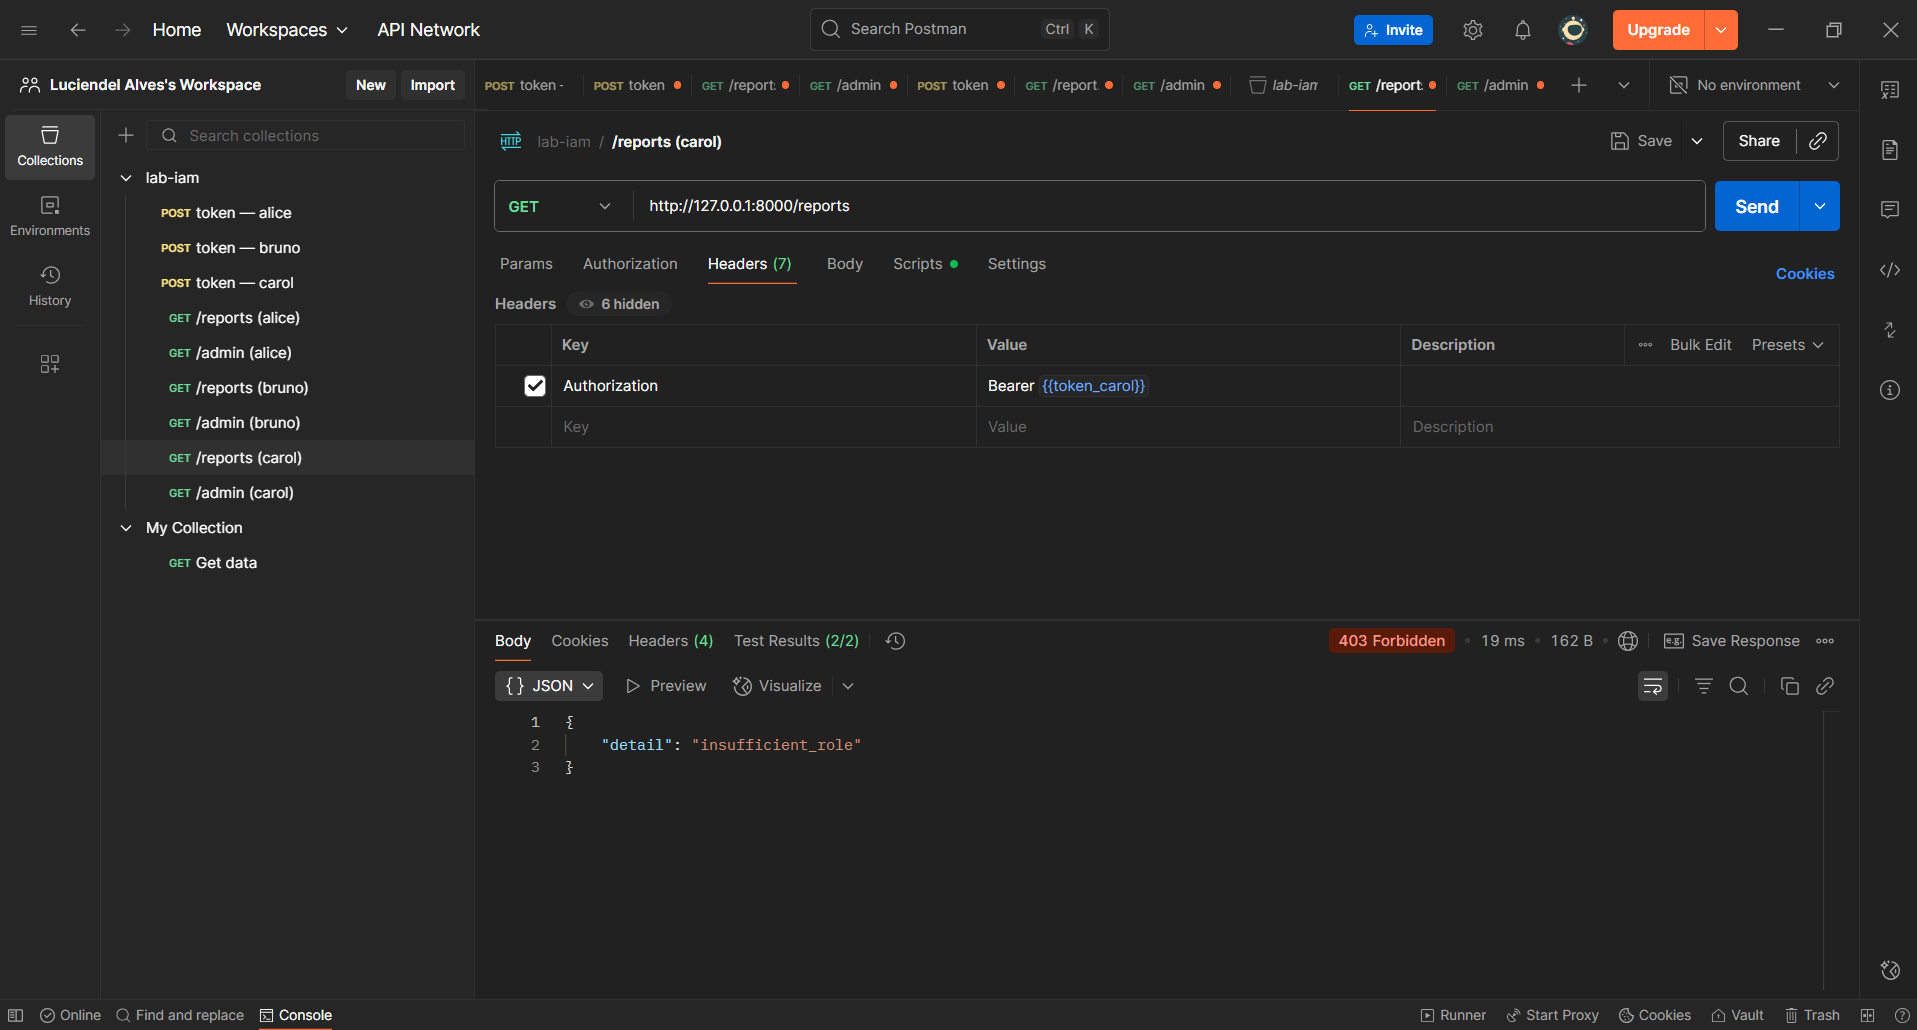 Home
Workspaces
API Network
Search Postman
Ctrl K
Invite
Upgrade
Luciendel Alves's Workspace
New
Import
POST token -
POST token
GET /report
GET /admin
POST token
GET /report
GET /admin
lab-iam
GET /report
GET /admin
No environment
Collections
Environments
History
Search collections
lab-iam
POST token — alice
POST token — bruno
POST token — carol
GET /reports (alice)
GET /admin (alice)
GET /reports (bruno)
GET /admin (bruno)
GET /reports (carol)
GET /admin (carol)
My Collection
GET Get data
HTTP lab-iam / /reports (carol)
Save
Share
GET http://127.0.0.1:8000/reports
Send
Params Authorization Headers (7) Body Scripts Settings
Cookies
Headers 6 hidden
Key Value Description Bulk Edit Presets
Authorization Bearer {{token_carol}}
Key Value Description
Body Cookies Headers (4) Test Results (2/2)
403 Forbidden • 19 ms • 162 B e.g. Save Response
{} JSON Preview Visualize
1 {
2 "detail": "insufficient_role"
3 }
Online Find and replace Console
Runner Start Proxy Cookies Vault Trash